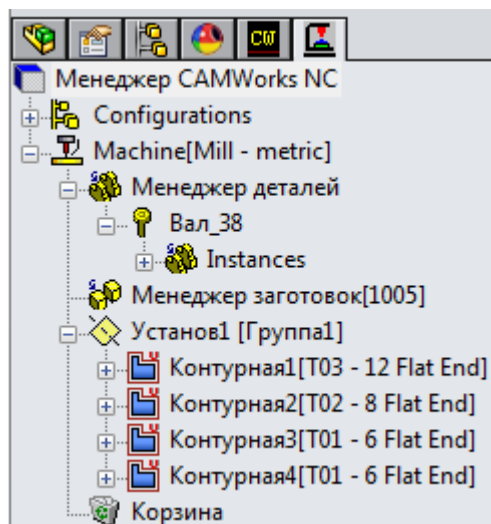 CW
Менеджер CAMWorks NC
Configurations
Machine[Mill - metric]
Менеджер деталей
Вал_38
Instances
Менеджер заготовок[1005]
Установ1 [Группа1]
Контурная1[T03 - 12 Flat End]
Контурная2[T02 - 8 Flat End]
Контурная3[T01 - 6 Flat End]
Контурная4[T01 - 6 Flat End]
Корзина